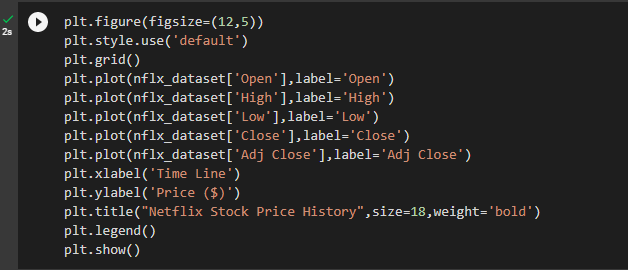 2s
plt.figure(figsize=(12,5))
plt.style.use('default')
plt.grid()
plt.plot(nflx_dataset['Open'],label='Open')
plt.plot(nflx_dataset['High'],label='High')
plt.plot(nflx_dataset['Low'],label='Low')
plt.plot(nflx_dataset['Close'],label='Close')
plt.plot(nflx_dataset['Adj Close'],label='Adj Close')
plt.xlabel('Time Line')
plt.ylabel('Price ($)')
plt.title("Netflix Stock Price History",size=18,weight='bold')
plt.legend()
plt.show()